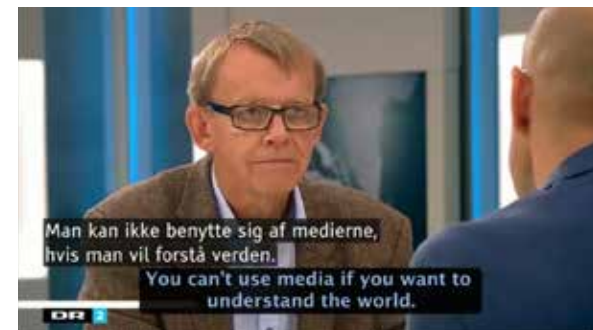 Man kan ikke benytte sig af medierne,
hvis man vil forstå verden.
You can't use media if you want to
understand the world.
DR 2